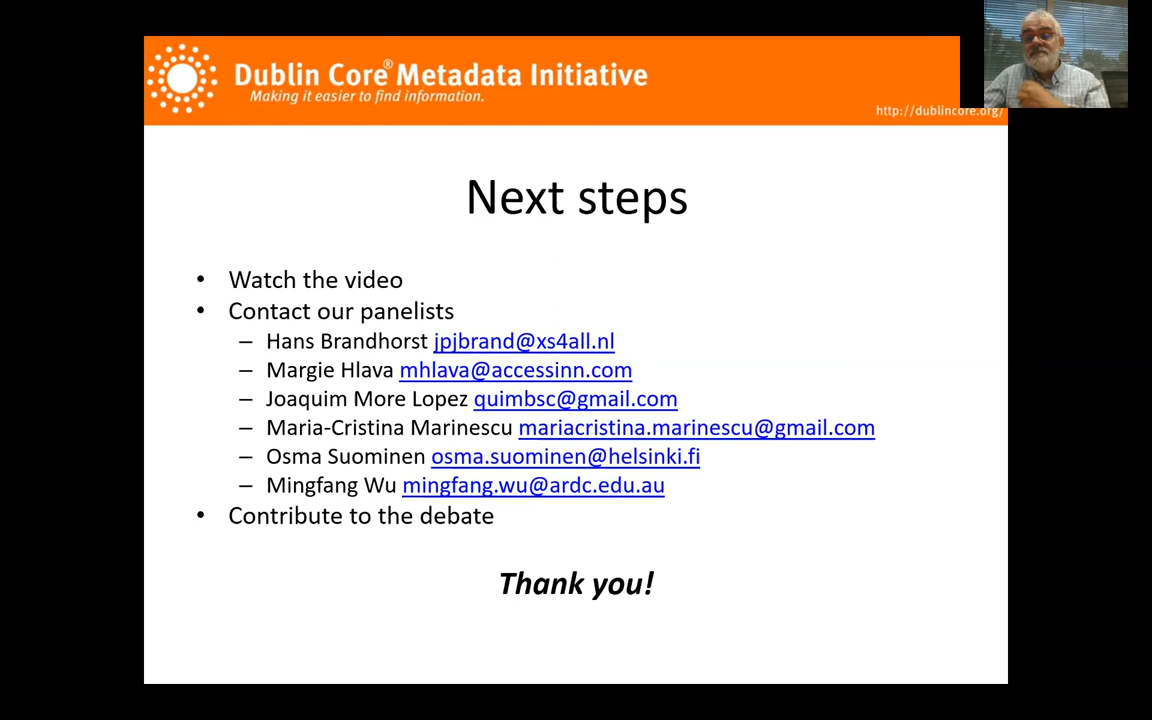 Dublin Core® Metadata Initiative
Making it easier to find information.
http://dublincore.org/
Next steps
• Watch the video
• Contact our panelists
– Hans Brandhorst jpjbrand@xs4all.nl
– Margie Hlava mhlava@accessinn.com
– Joaquim More Lopez quimbsc@gmail.com
– Maria-Cristina Marinescu mariacristina.marinescu@gmail.com
– Osma Suominen osma.suominen@helsinki.fi
– Mingfang Wu mingfang.wu@ardc.edu.au
• Contribute to the debate
Thank you!